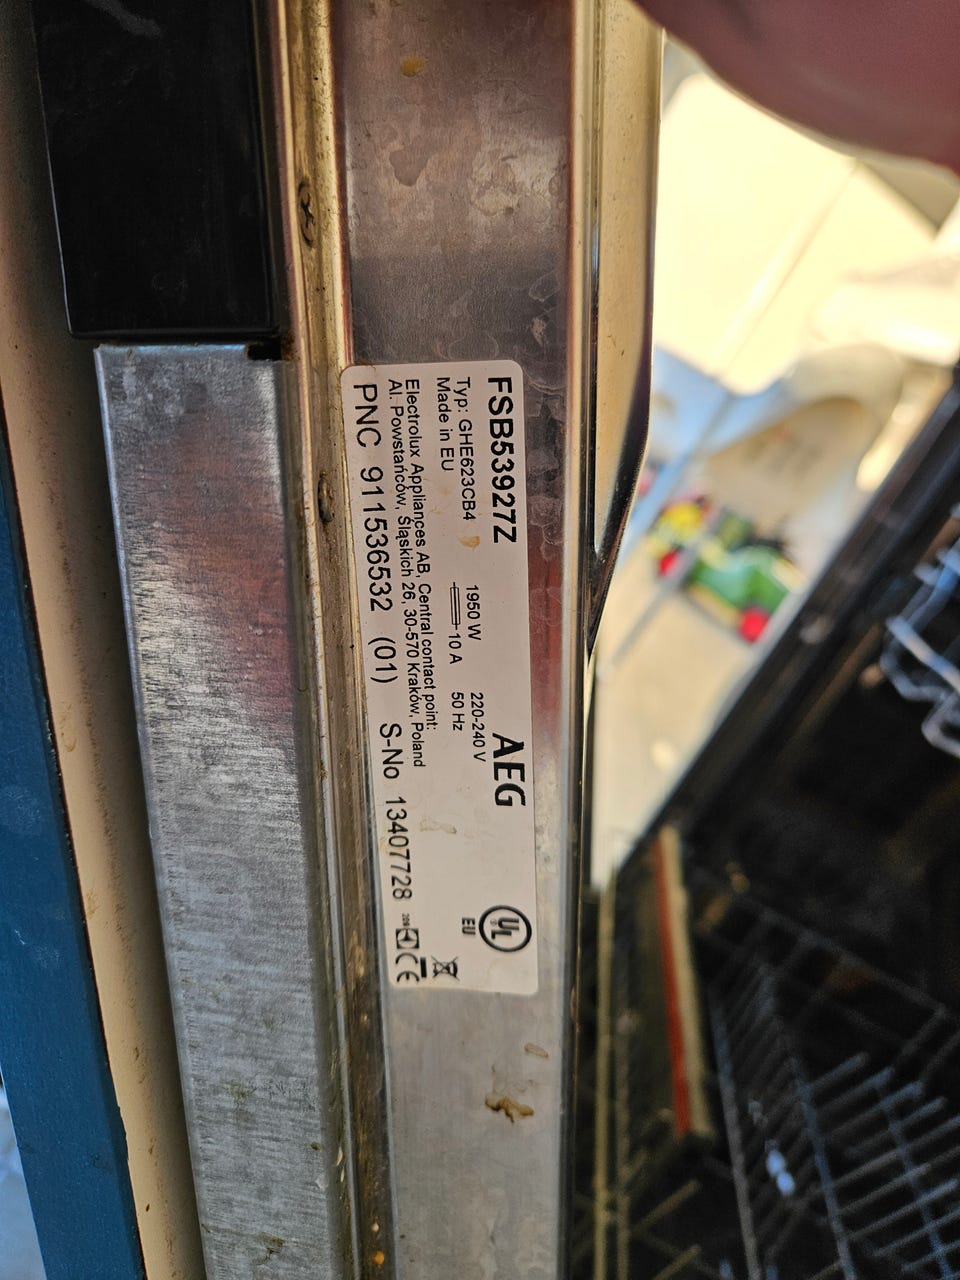 FSB53927Z
AEG
Typ: GHE623CB4
1950 W
220-240 V
Made in EU
10 A
50 Hz
UL
EU
Electrolux Appliances AB, Central contact point:
Al. Powstańców, Śląskich 26, 30-570 Kraków, Poland
PNC 911536532 (01) S-No 13407728
CE